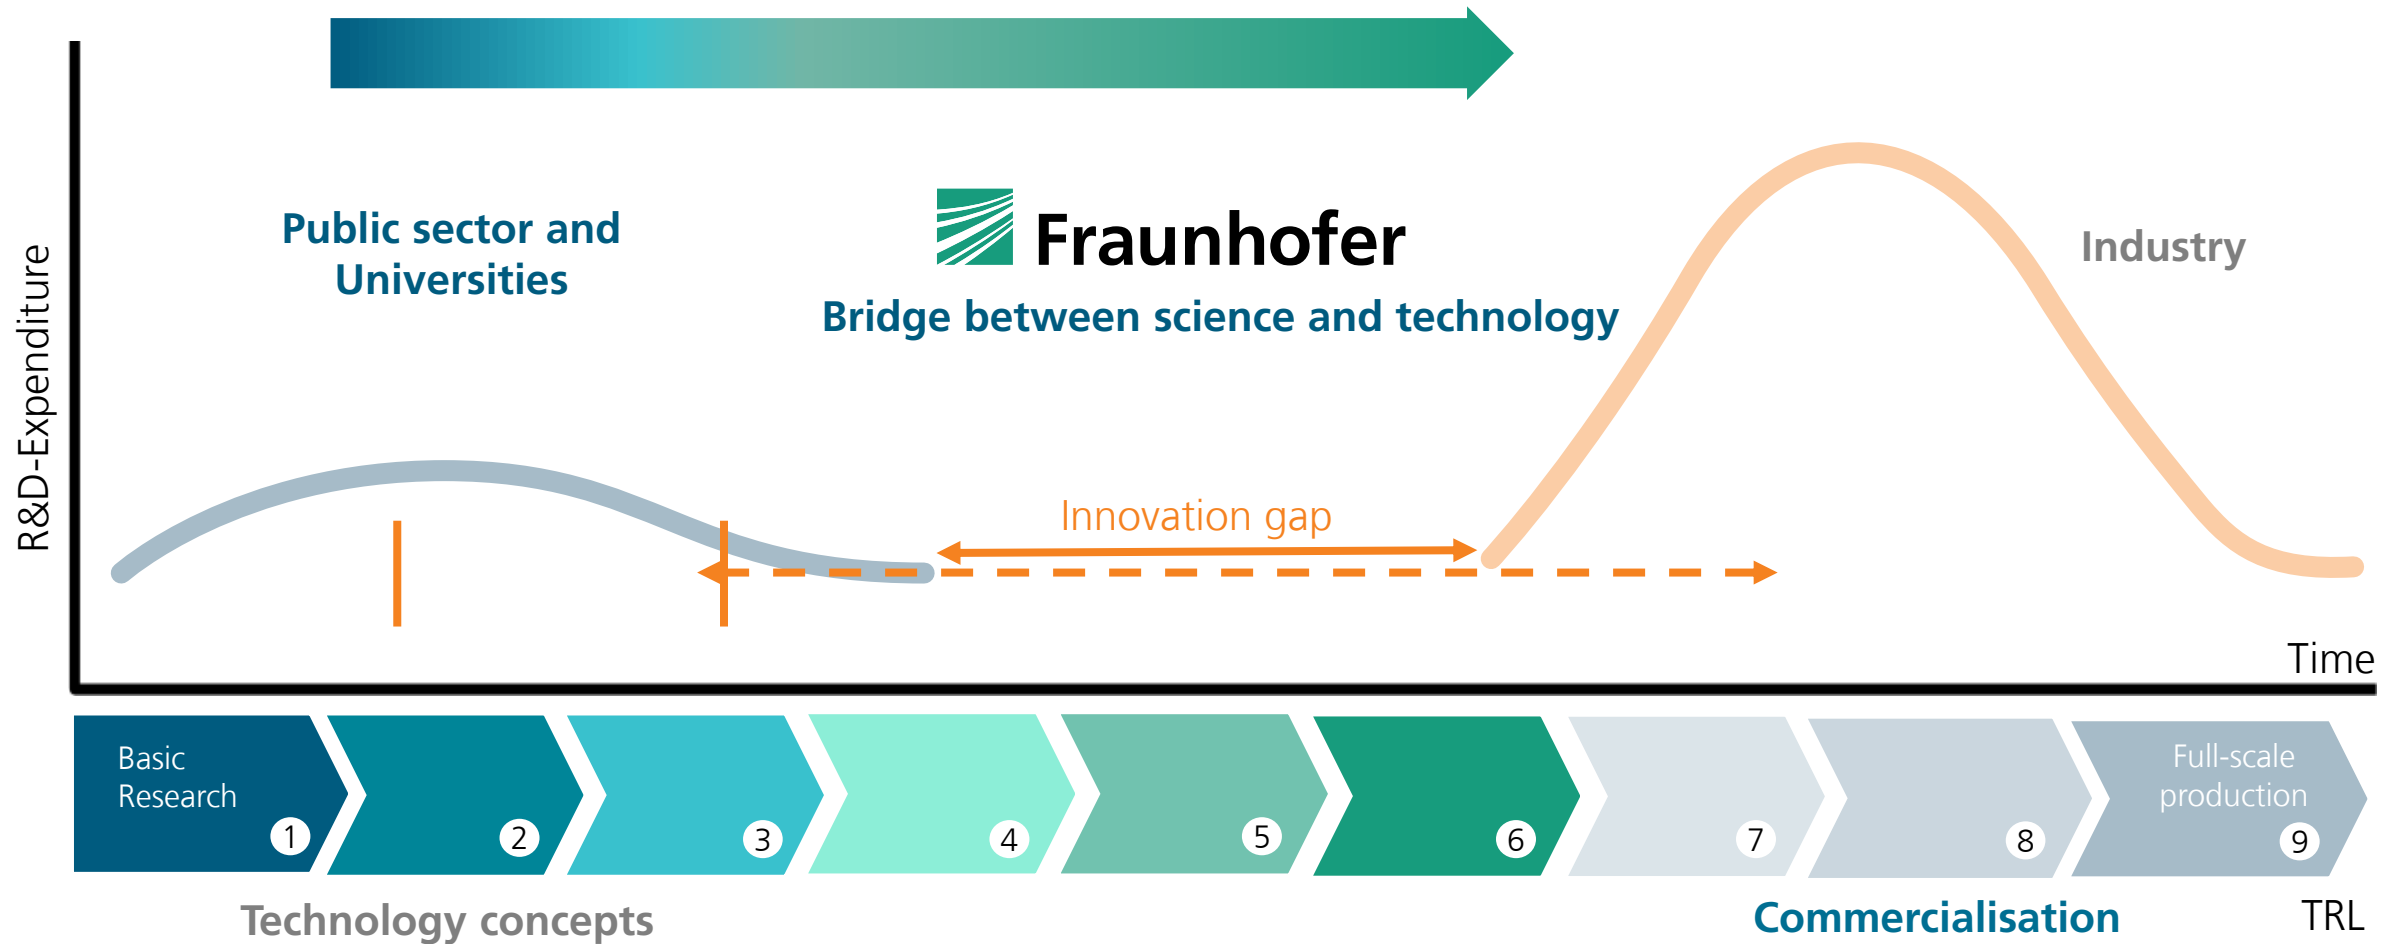 Public sector and
Universities
Fraunhofer
Bridge between science and technology
Industry
R&D-Expenditure
Innovation gap
Time
Basic
Research
1
2
3
4
5
6
7
8
Full-scale
production
9
Technology concepts
Commercialisation
TRL